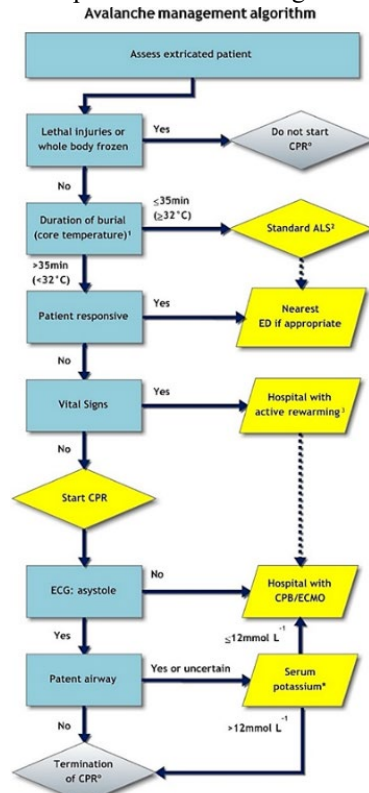 Avalanche management algorithm
Assess extricated patient
Lethal injuries or
whole body frozen
Yes
Do not start
CPRº
No
Duration of burial
(core temperature)¹
≤35min
(≥32°C)
Standard ALS²
>35min
(<32°C)
Patient responsive
Yes
Nearest
ED if appropriate
No
Vital Signs
Yes
Hospital with
active rewarming³
No
Start CPR
ECG: asystole
No
Hospital with
CPB/ECMO
Yes
≤12mmol L⁻¹
Patent airway
Yes or uncertain
Serum
potassium⁴
No
>12mmol L⁻¹
Termination
of CPRº